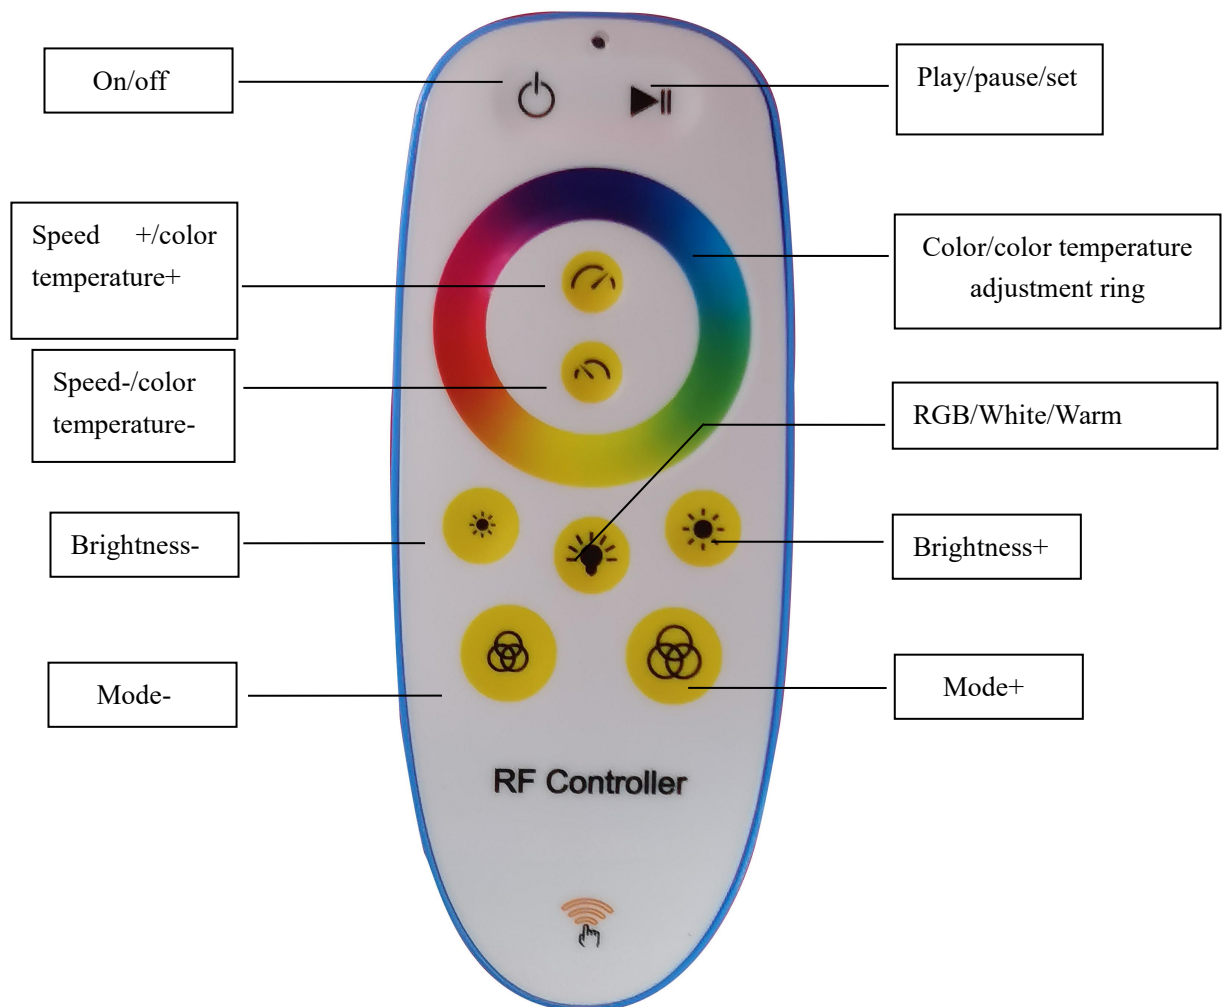 On/off
Play/pause/set
Speed +/color
temperature+
Color/color temperature
adjustment ring
Speed-/color
temperature-
RGB/White/Warm
Brightness-
Brightness+
Mode-
Mode+
RF Controller